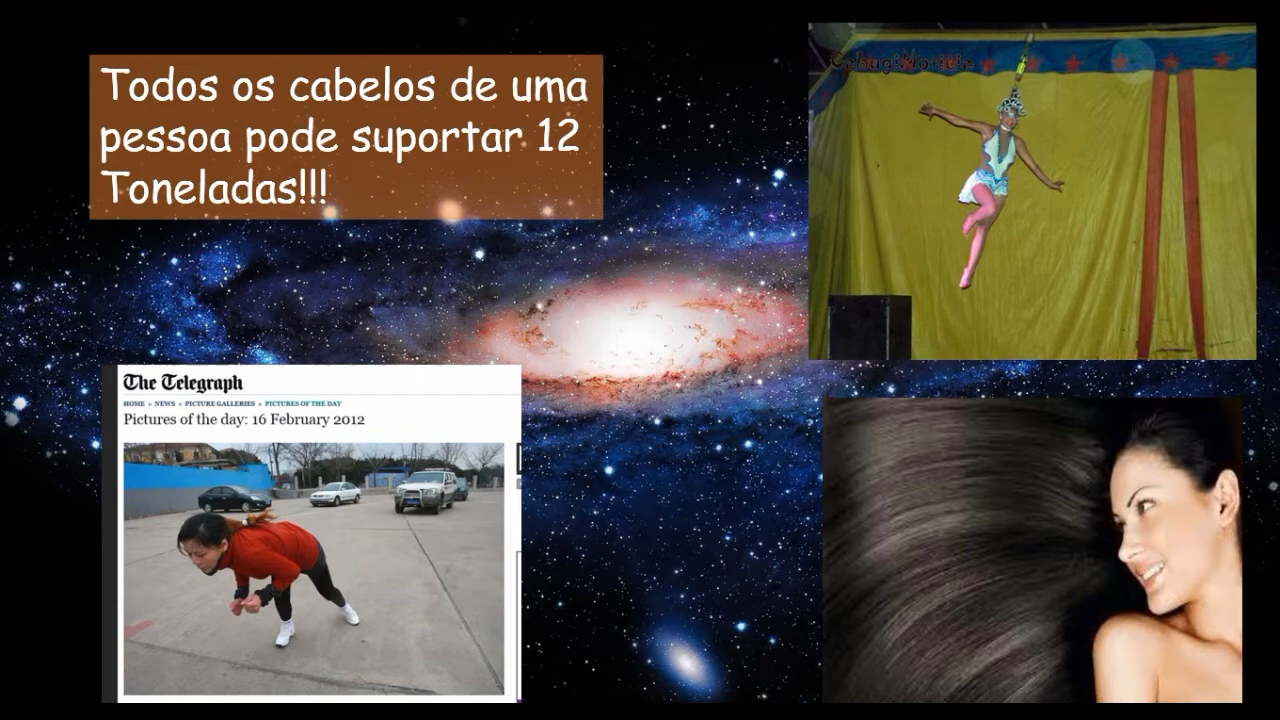 Todos os cabelos de uma
pessoa pode suportar 12
Toneladas!!!
CebugiNoticias
The Telegraph
HOME » NEWS » PICTURE GALLERIES » PICTURES OF THE DAY
Pictures of the day: 16 February 2012